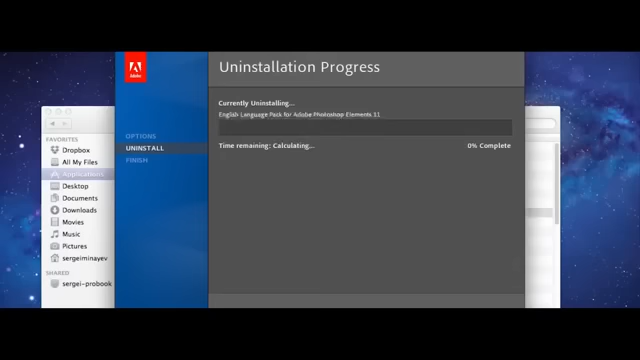 Adobe
Uninstallation Progress
Currently Uninstalling...
English Language Pack for Adobe Photoshop Elements 11
Time remaining: Calculating...
0% Complete
OPTIONS
UNINSTALL
FINISH
FAVORITES
Dropbox
All My Files
Applications
Desktop
Documents
Downloads
Movies
Music
Pictures
sergeiminayev
SHARED
sergei-probook